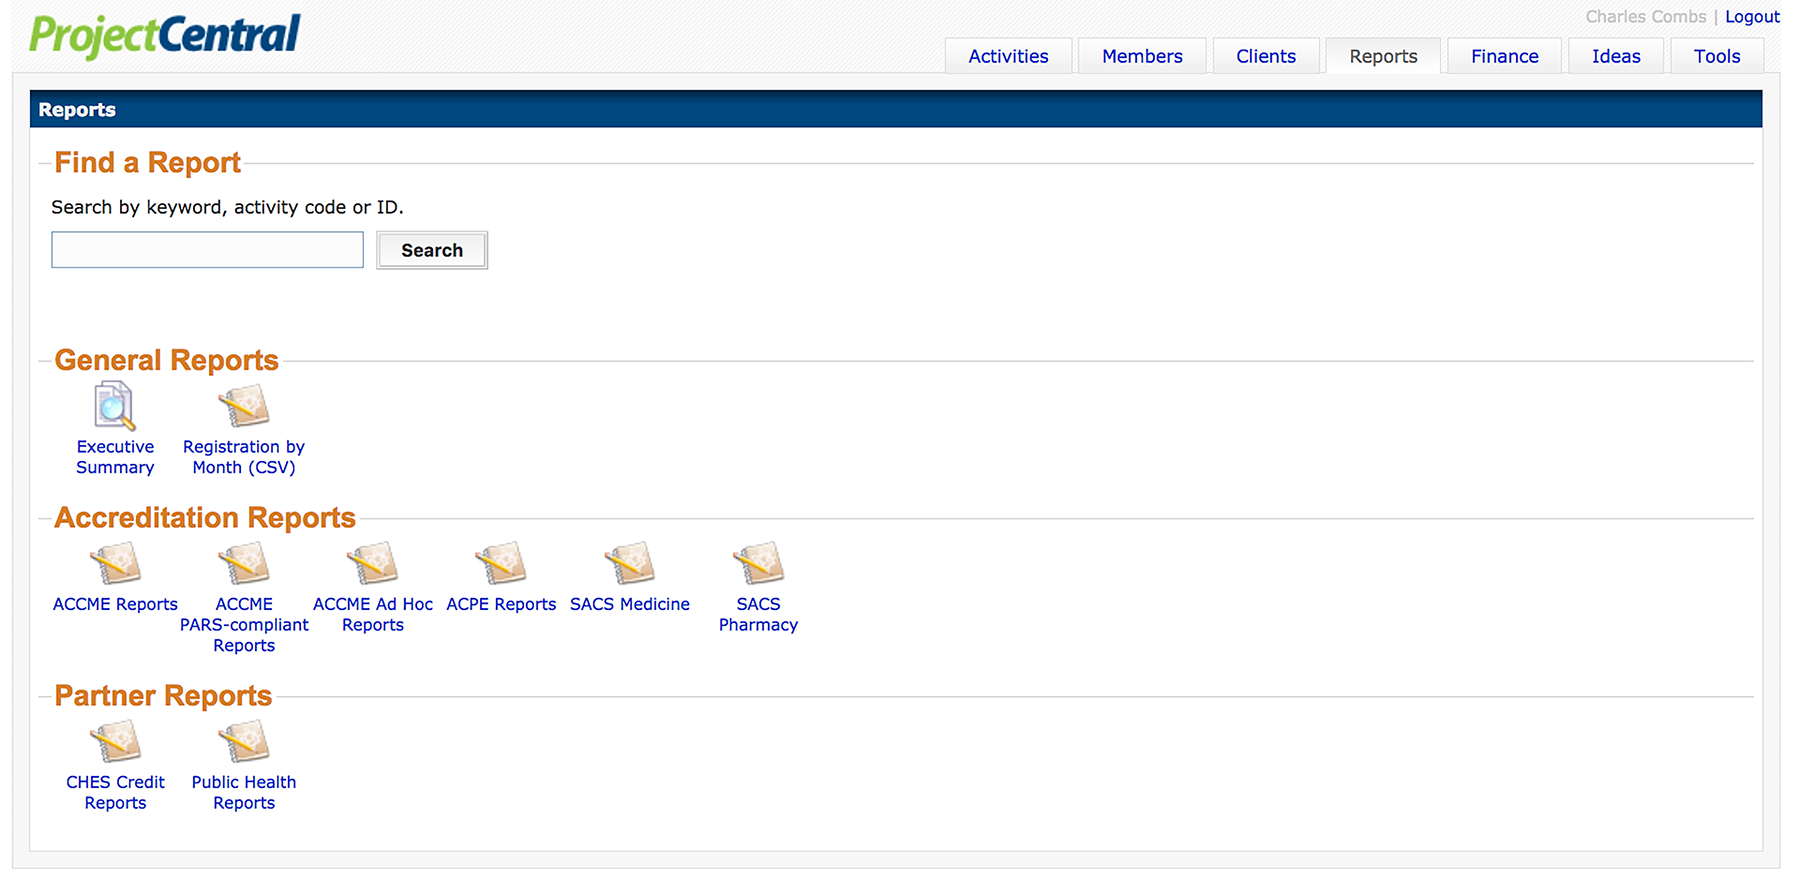 ProjectCentral
Charles Combs | Logout
Activities
Members
Clients
Reports
Finance
Ideas
Tools
Reports
Find a Report
Search by keyword, activity code or ID.
Search
General Reports
Executive
Summary
Registration by
Month (CSV)
Accreditation Reports
ACCME Reports
ACCME
PARS-compliant
Reports
ACCME Ad Hoc
Reports
ACPE Reports
SACS Medicine
SACS
Pharmacy
Partner Reports
CHES Credit
Reports
Public Health
Reports